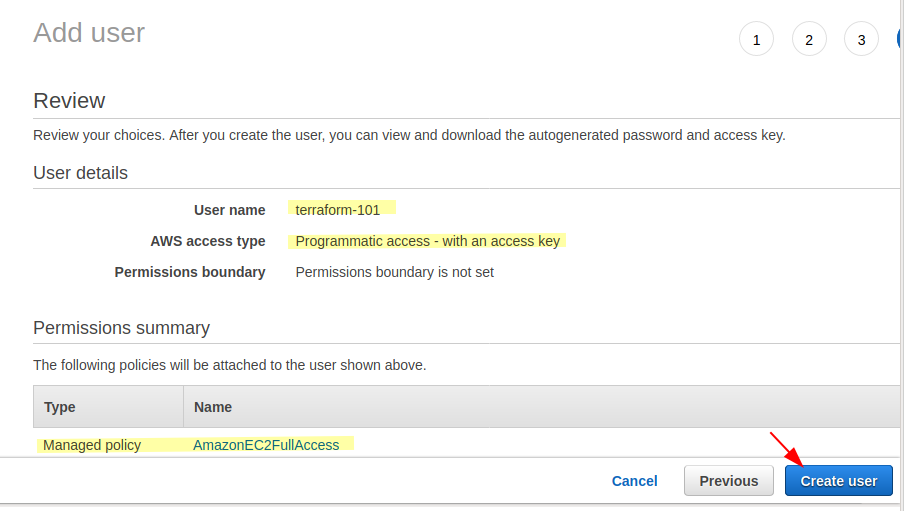 Add user
1 2 3
Review
Review your choices. After you create the user, you can view and download the autogenerated password and access key.
User details
User name terraform-101
AWS access type Programmatic access - with an access key
Permissions boundary Permissions boundary is not set
Permissions summary
The following policies will be attached to the user shown above.
Type Name
Managed policy AmazonEC2FullAccess
Cancel Previous Create user